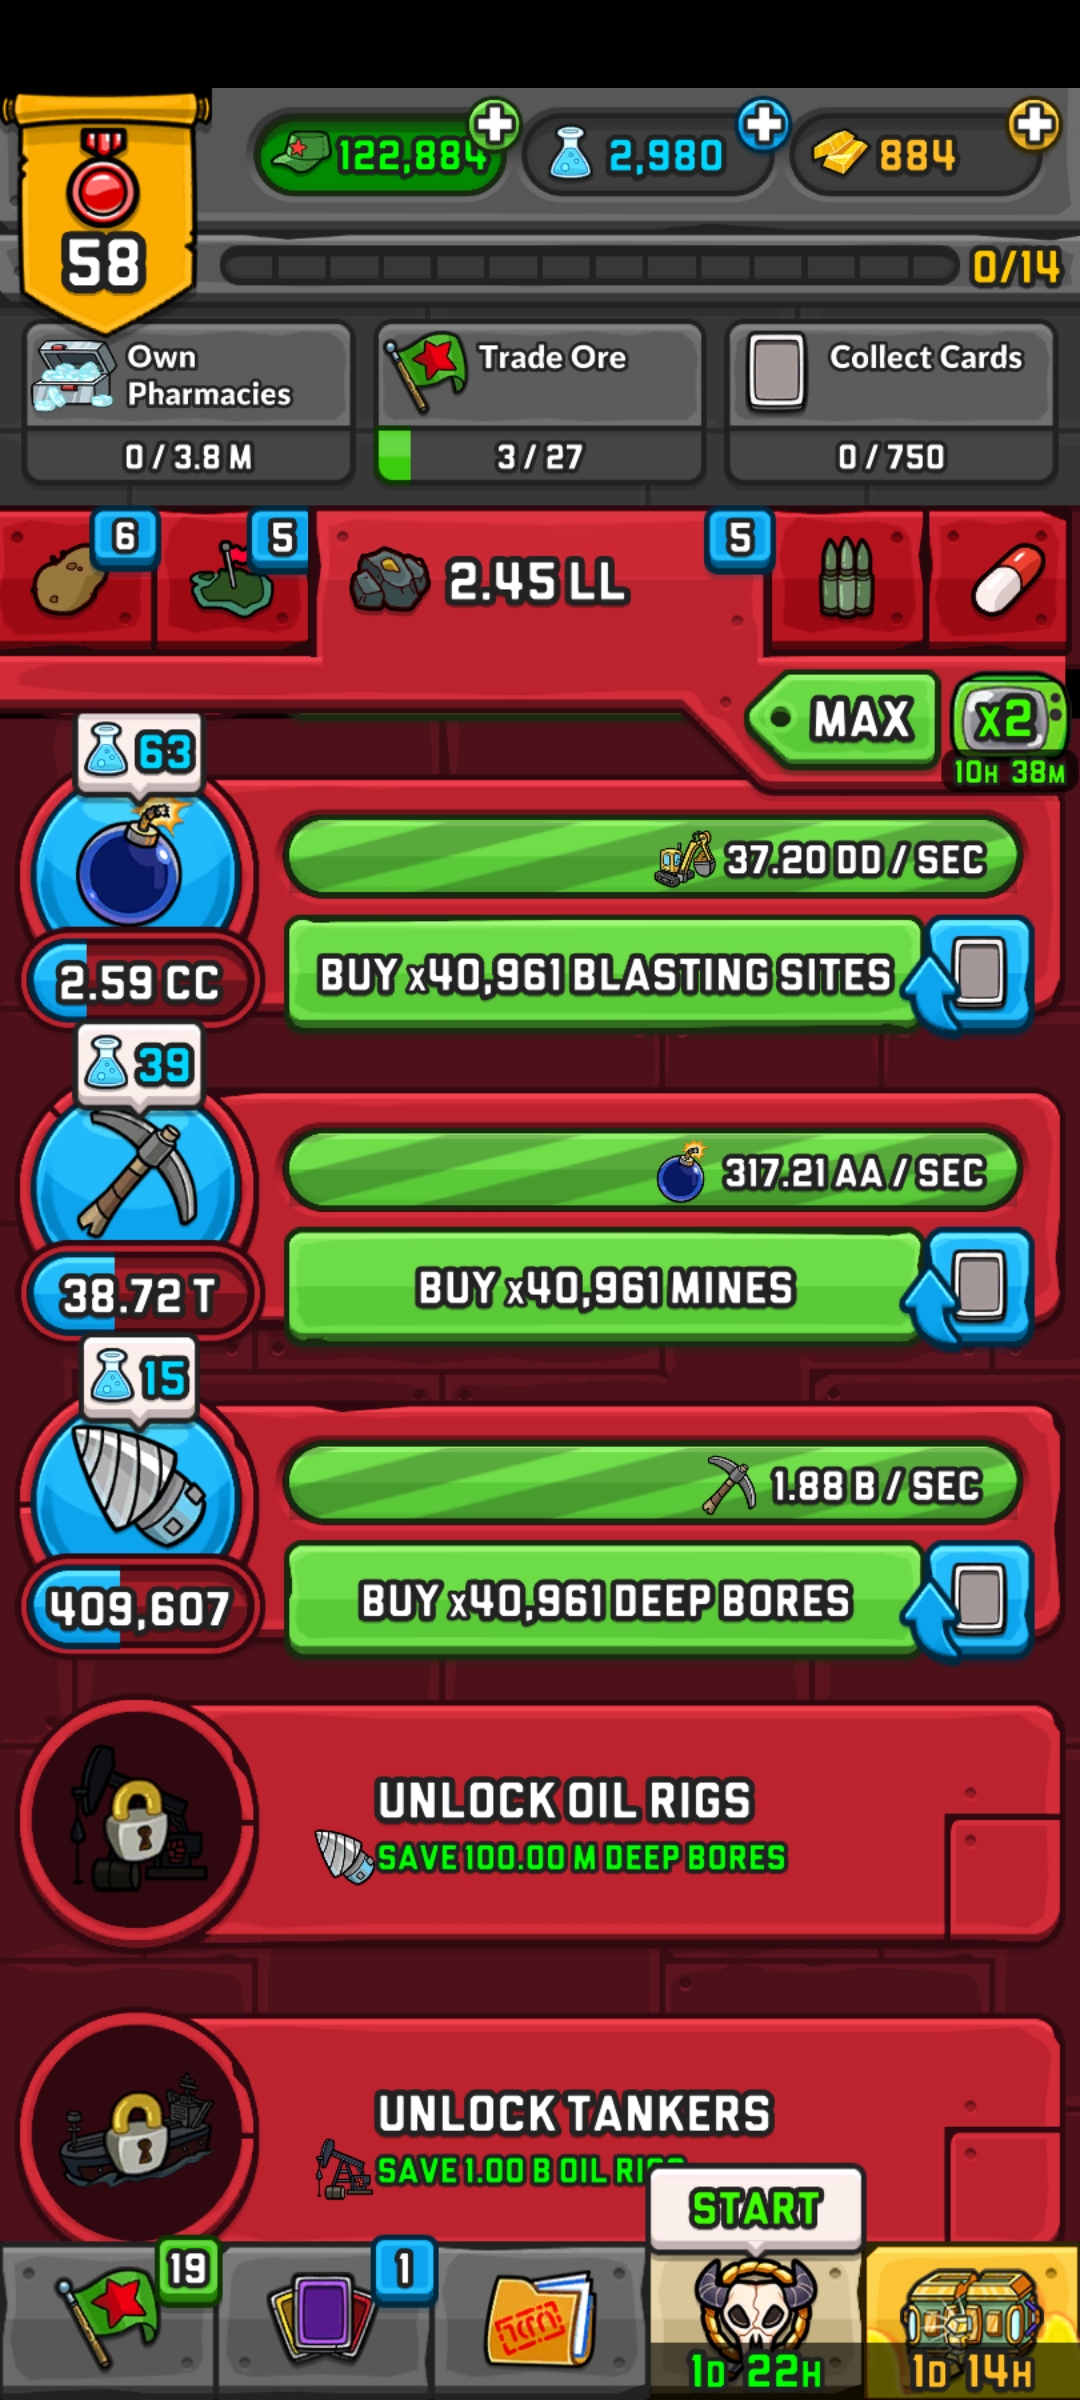 122,884
2,980
884
58
0/14
Own
Pharmacies
Trade Ore
Collect Cards
0 / 3.8 M
3 / 27
0 / 750
6
5
2.45 LL
5
MAX
x2
10H 38M
63
37.20 DD / SEC
2.59 CC
BUY x40,961 BLASTING SITES
39
317.21 AA / SEC
38.72 T
BUY x40,961 MINES
15
1.88 B / SEC
409,607
BUY x40,961 DEEP BORES
UNLOCK OIL RIGS
SAVE 100.00 M DEEP BORES
UNLOCK TANKERS
SAVE 1.00 B OIL RIGS
START
19
1
1D 22H
1D 14H